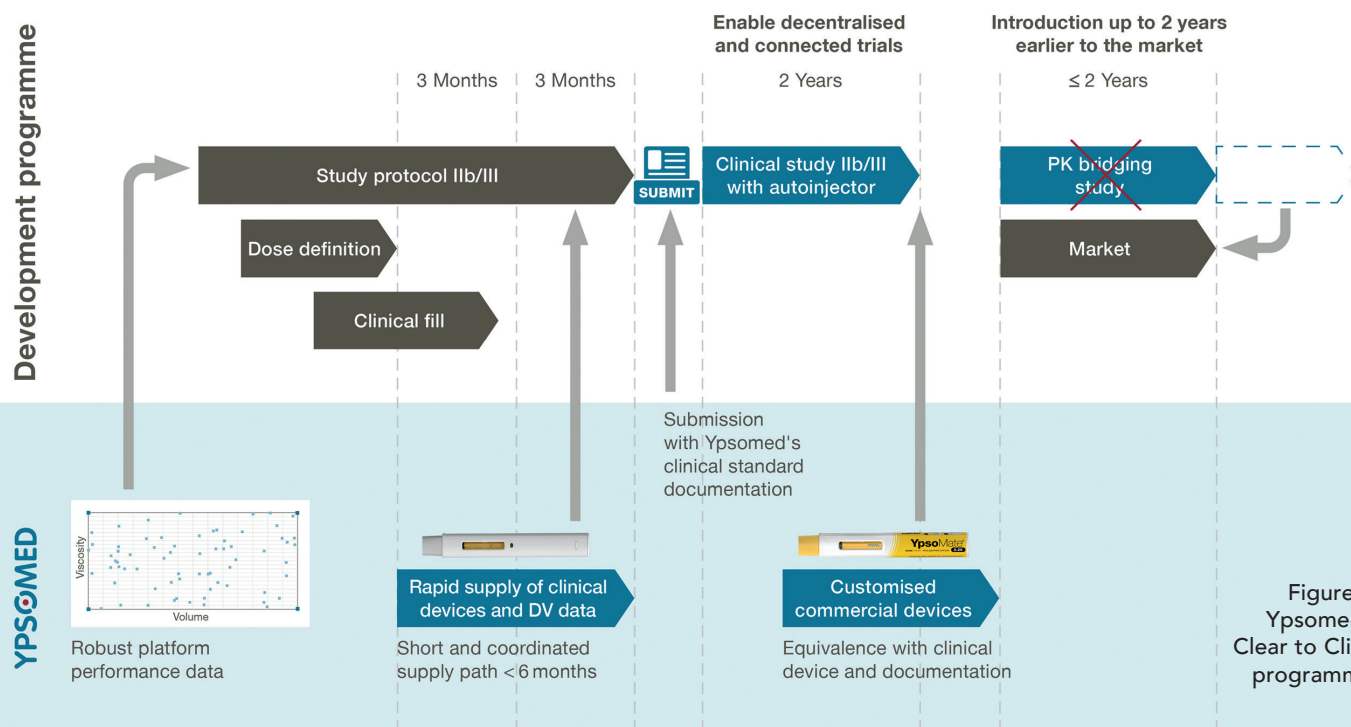 Development programme
Enable decentralised
and connected trials
Introduction up to 2 years
earlier to the market
3 Months
3 Months
2 Years
≤ 2 Years
Study protocol IIb/III
SUBMIT
Clinical study IIb/III
with autoinjector
PK bridging
study
Dose definition
Market
Clinical fill
Submission
with Ypsomed's
clinical standard
documentation
YPSOMED
Viscosity
Volume
Robust platform
performance data
Rapid supply of clinical
devices and DV data
Short and coordinated
supply path < 6 months
YpsoMate
Customised
commercial devices
Equivalence with clinical
device and documentation
Figure
Ypsomed
Clear to Cli
programm